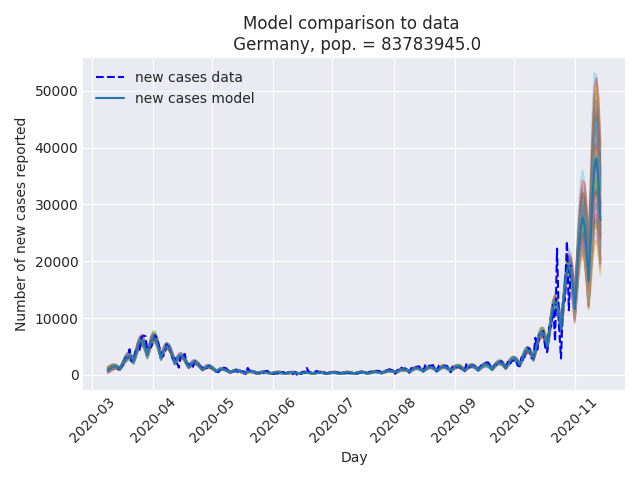 Model comparison to data
Germany, pop. = 83783945.0
new cases data
new cases model
50000
40000
30000
20000
10000
0
Number of new cases reported
2020-03
2020-04
2020-05
2020-06
2020-07
2020-08
2020-09
2020-10
2020-11
Day